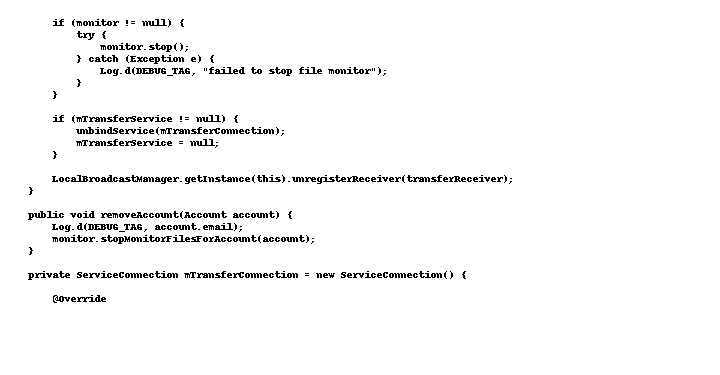 if (monitor != null) {
try {
monitor.stop();
} catch (Exception e) {
Log.d(DEBUG_TAG, "failed to stop file monitor");
}
}
if (mTransferService != null) {
unbindService(mTransferConnection);
mTransferService = null;
}
LocalBroadcastManager.getInstance(this).unregisterReceiver(transferReceiver);
}
public void removeAccount(Account account) {
Log.d(DEBUG_TAG, account.email);
monitor.stopMonitorFilesForAccount(account);
}
private ServiceConnection mTransferConnection = new ServiceConnection() {
@Override